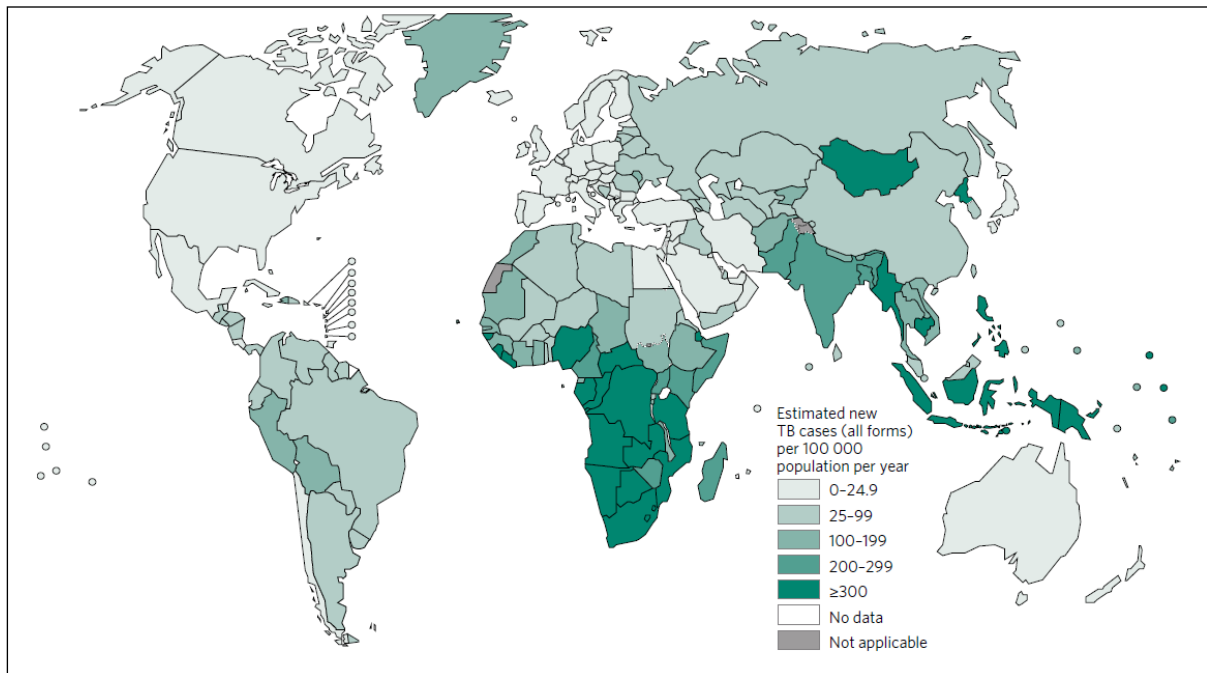 Estimated new
TB cases (all forms)
per 100 000
population per year
0–24.9
25–99
100–199
200–299
≥300
No data
Not applicable